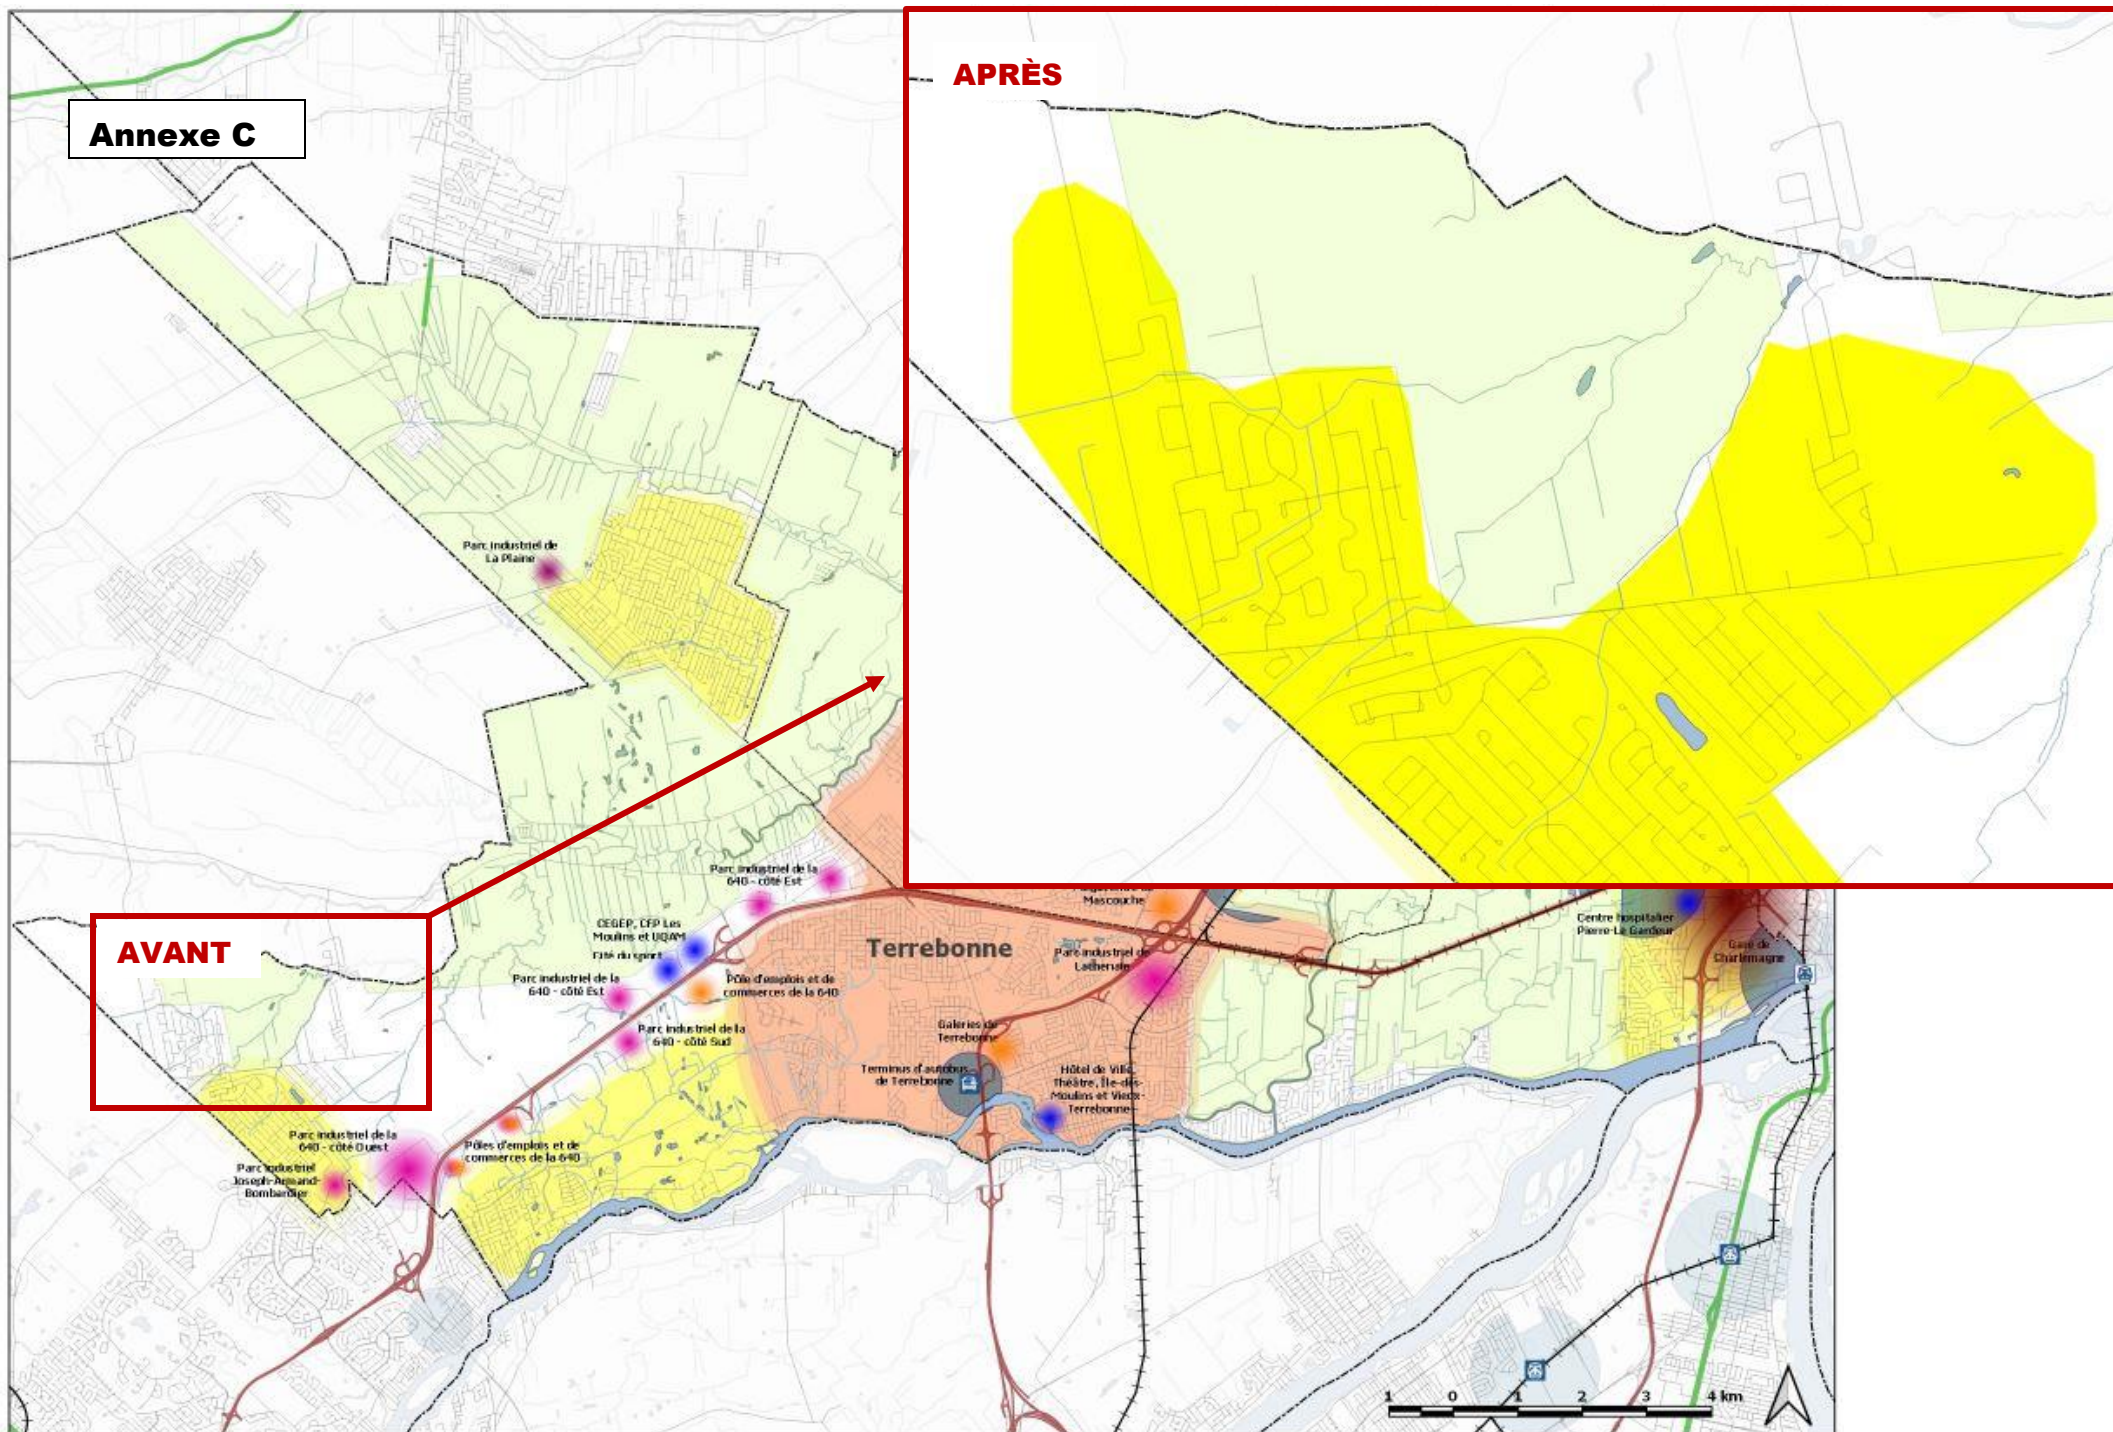 Annexe C
APRÈS
Parc industriel de
La Plaine
Parc industriel de la
640 - côté Est
Mascouche
CEGEP, CFP Les
Moulins et UQAM
Cité du sport
AVANT
Terrebonne
Parc industriel de
Lachenaie
Centre hospitalier
Pierre-Le Gardeur
Gare de
Charlemagne
Parc industriel de la
640 - côté Est
Pôle d'emplois et de
commerces de la 640
Parc industriel de la
640 - côté Sud
Galeries de
Terrebonne
Terminus d'autobus
de Terrebonne
Hôtel de Ville,
Théâtre, Île-des-
Moulins et Vieux-
Terrebonne
Parc industriel de la
640 - côté Ouest
Pôles d'emplois et de
commerces de la 640
Parc industriel
Joseph-Armand-
Bombardier
1 0 1 2 3 4 km